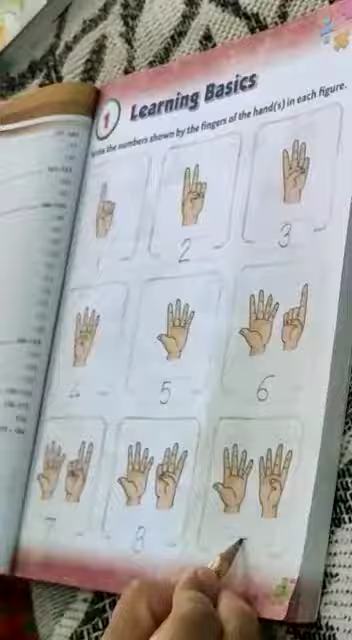 1 Learning Basics
Write the numbers shown by the fingers of the hand(s) in each figure.
1 2 3
4 5 6
7 8